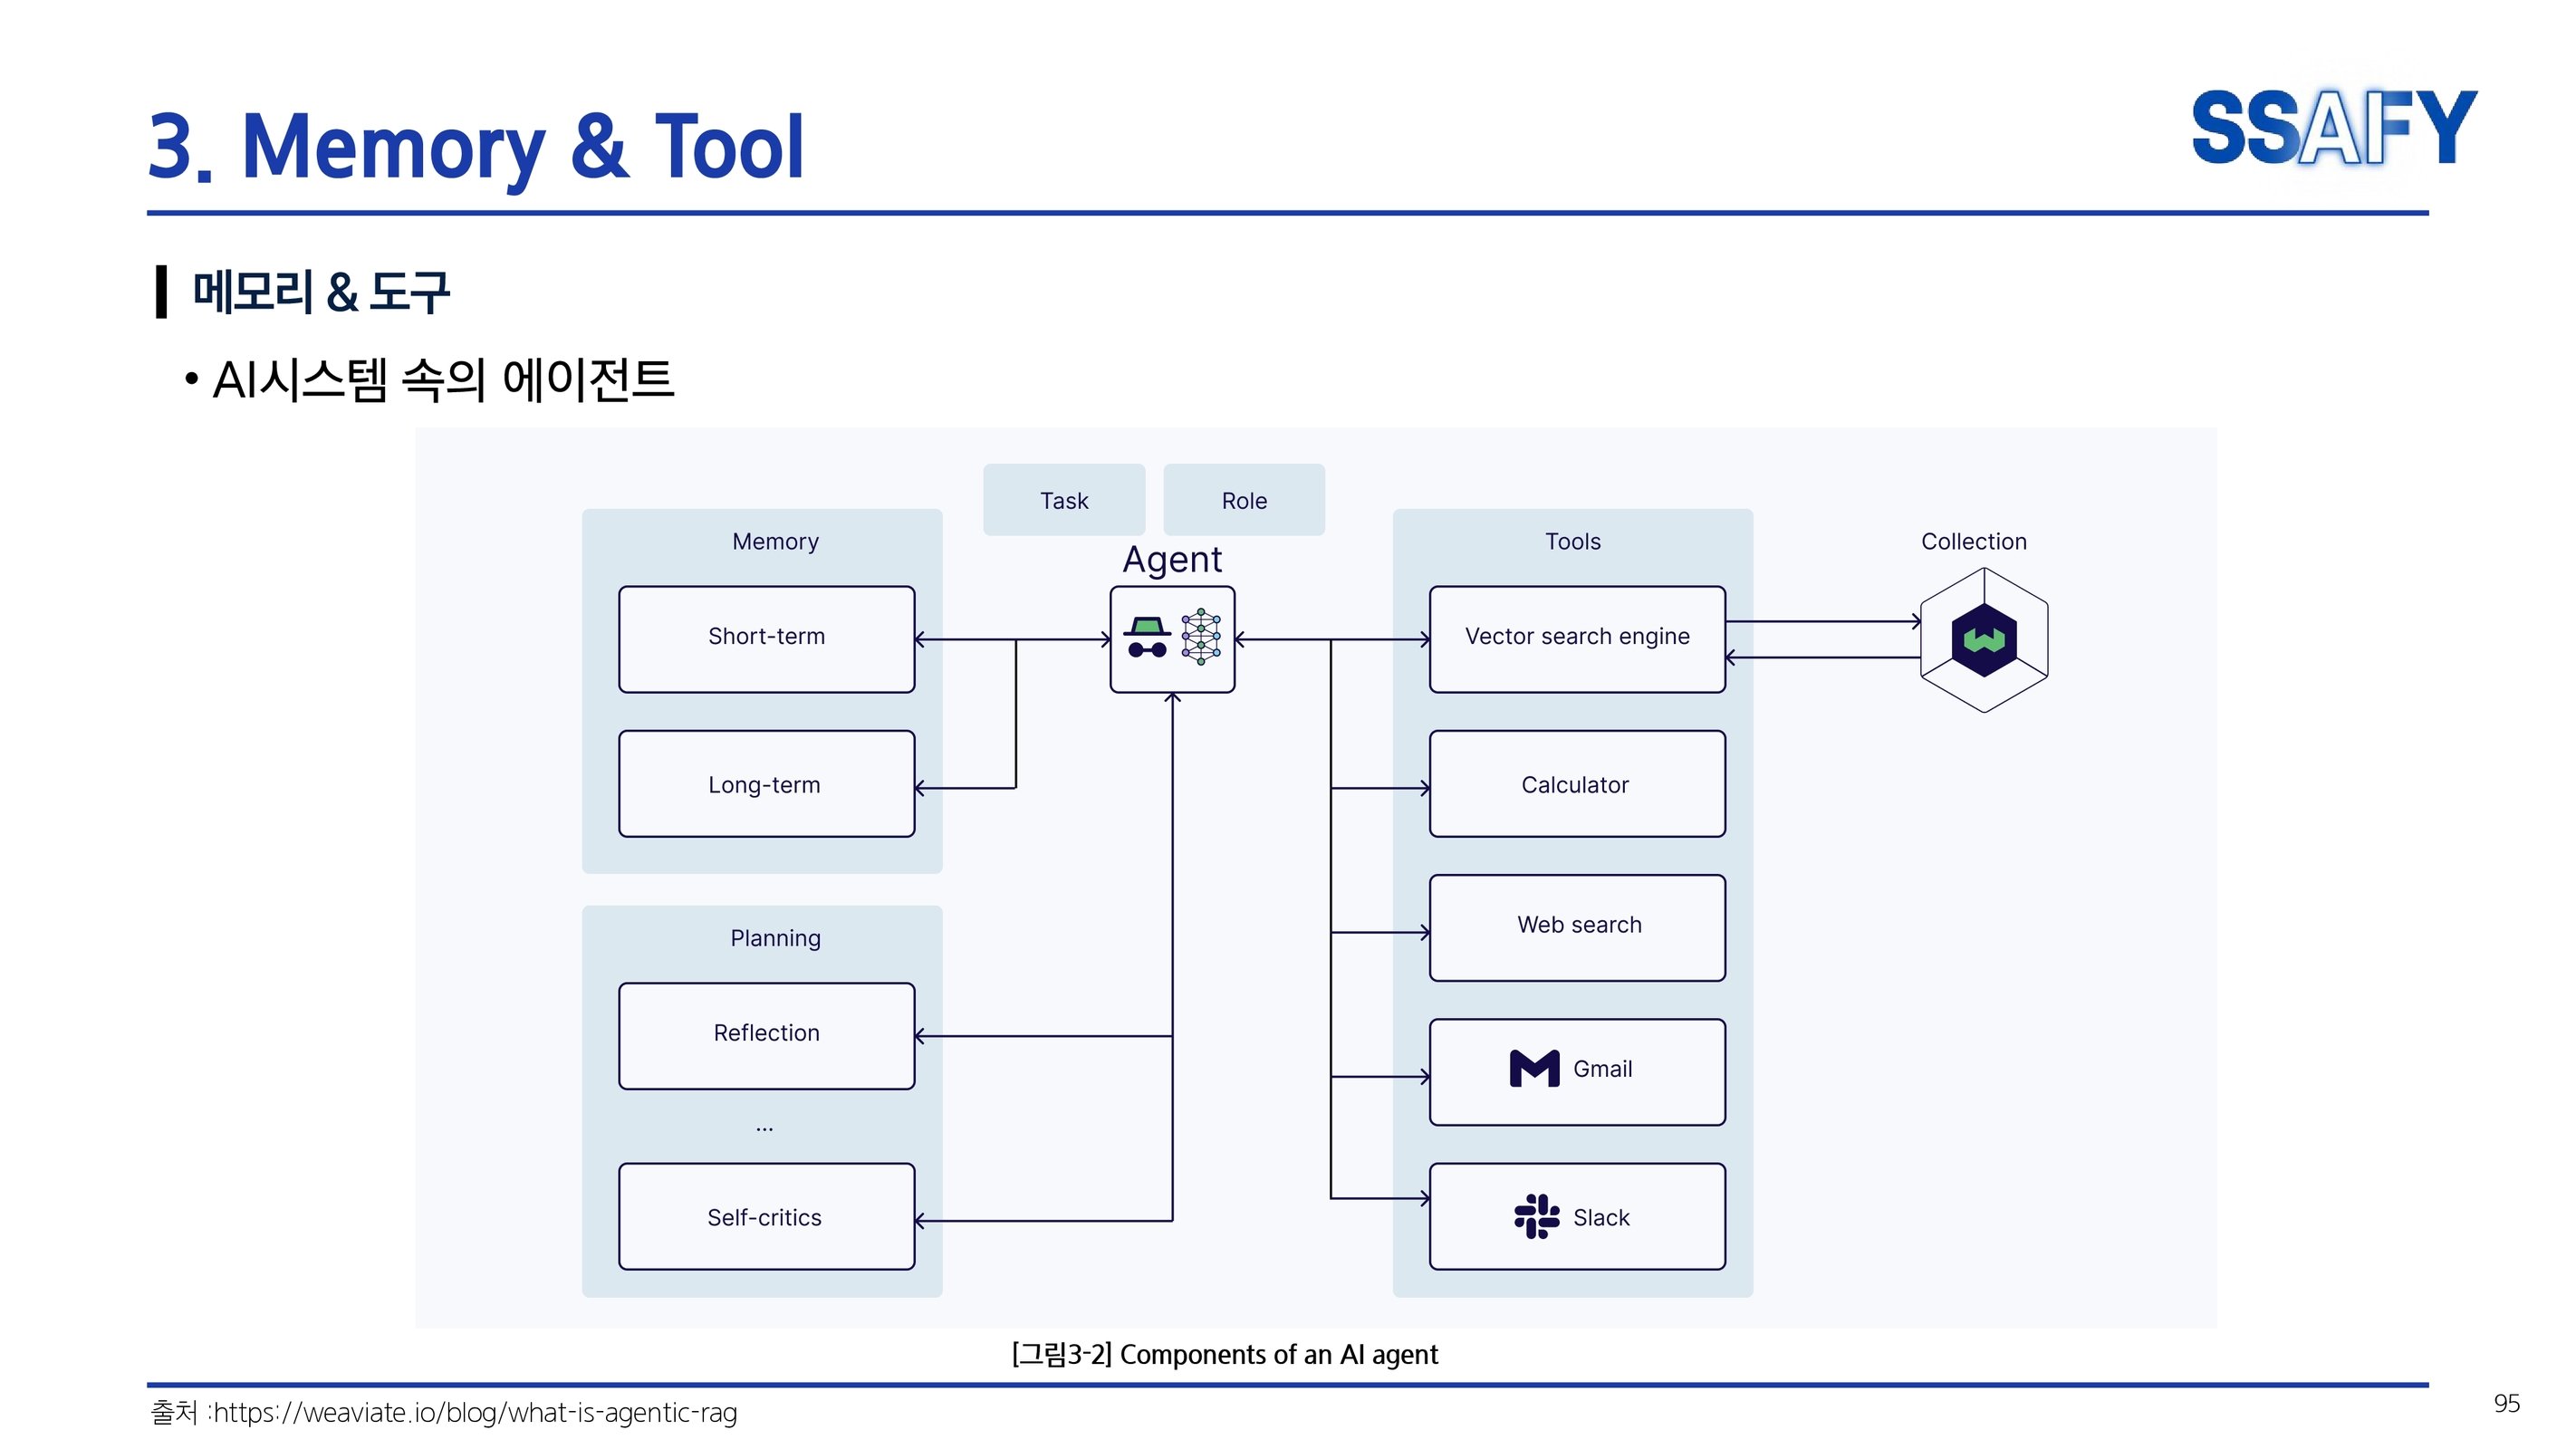 3. Memory & Tool
SSAFY
메모리 & 도구
• AI시스템 속의 에이전트
Task
Role
Agent
Memory
Short-term
Long-term
Planning
Reflection
...
Self-critics
Tools
Vector search engine
Calculator
Web search
Gmail
Slack
Collection
[그림3-2] Components of an AI agent
출처 :https://weaviate.io/blog/what-is-agentic-rag
95